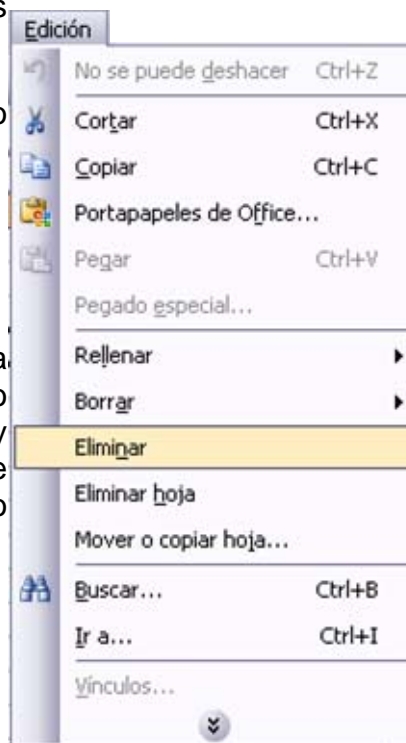 Edición
No se puede deshacer Ctrl+Z
Cortar Ctrl+X
Copiar Ctrl+C
Portapapeles de Office...
Pegar Ctrl+V
Pegado especial...
Rellenar
Borrar
Eliminar
Eliminar hoja
Mover o copiar hoja...
Buscar... Ctrl+B
Ir a... Ctrl+I
Vínculos...